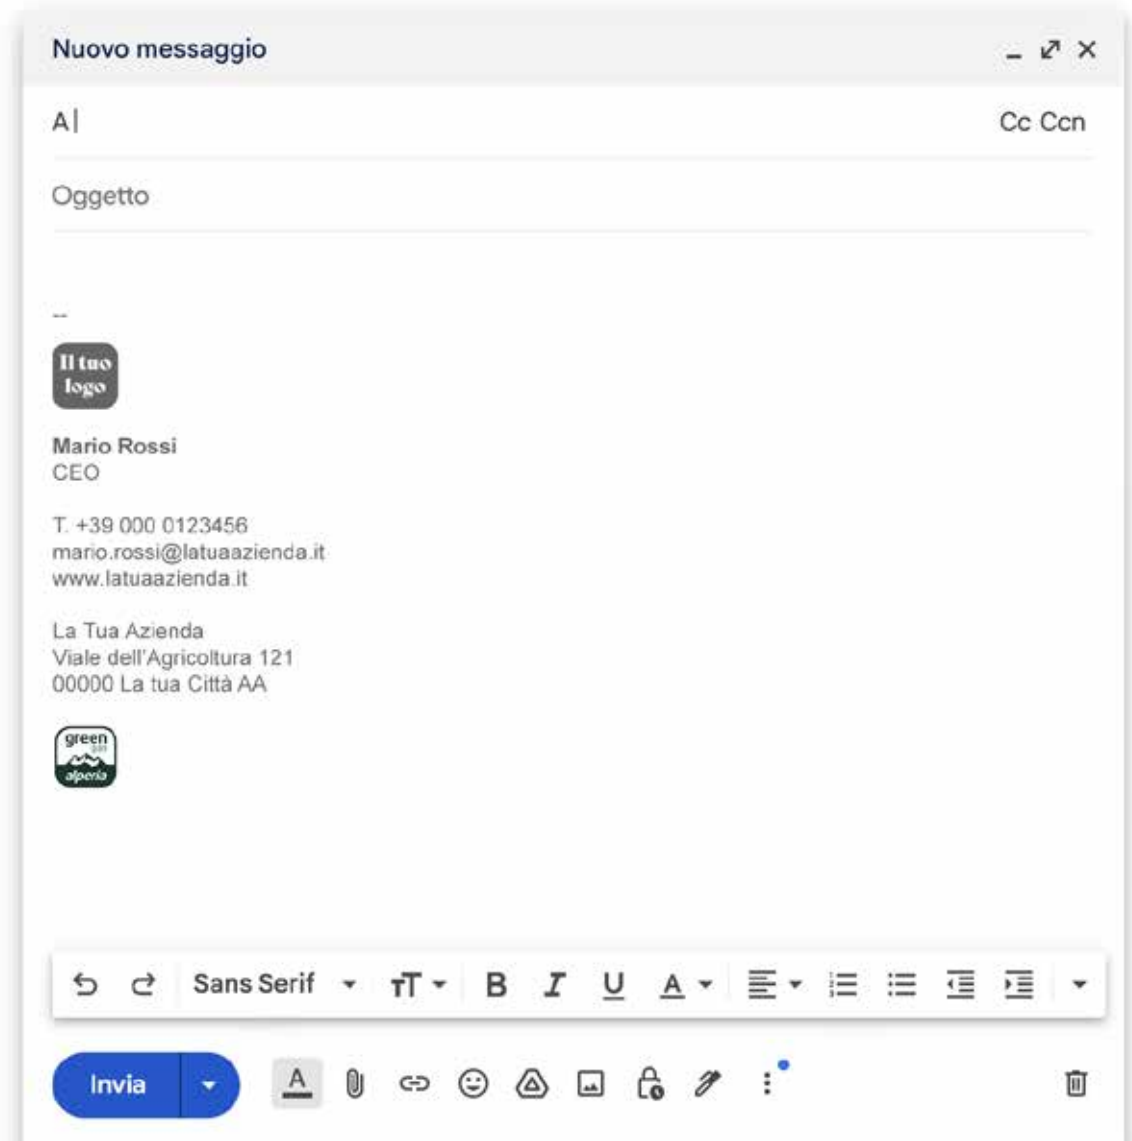 Nuovo messaggio
A
Cc Ccn
Oggetto
--
Il tuo
logo
Mario Rossi
CEO
T. +39 000 0123456
mario.rossi@latuaazienda.it
www.latuaazienda.it
La Tua Azienda
Viale dell'Agricoltura 121
00000 La tua Città AA
green
alperia
Sans Serif
B I U A
Invia
A